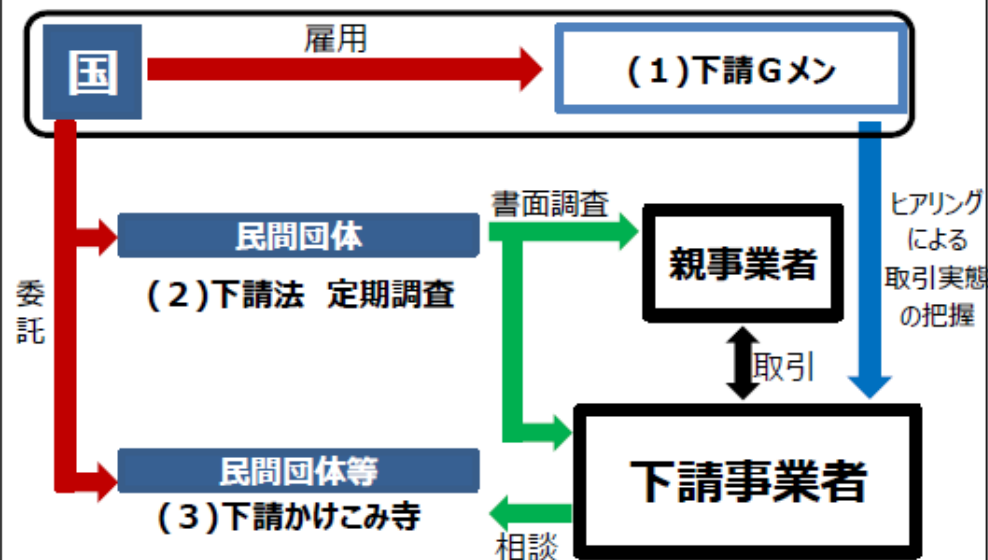 雇用
国
(1)下請Gメン
書面調査
民間団体
(2)下請法 定期調査
親事業者
ヒアリング
による
取引実態
の把握
委
託
取引
民間団体等
(3)下請かけこみ寺
下請事業者
相談